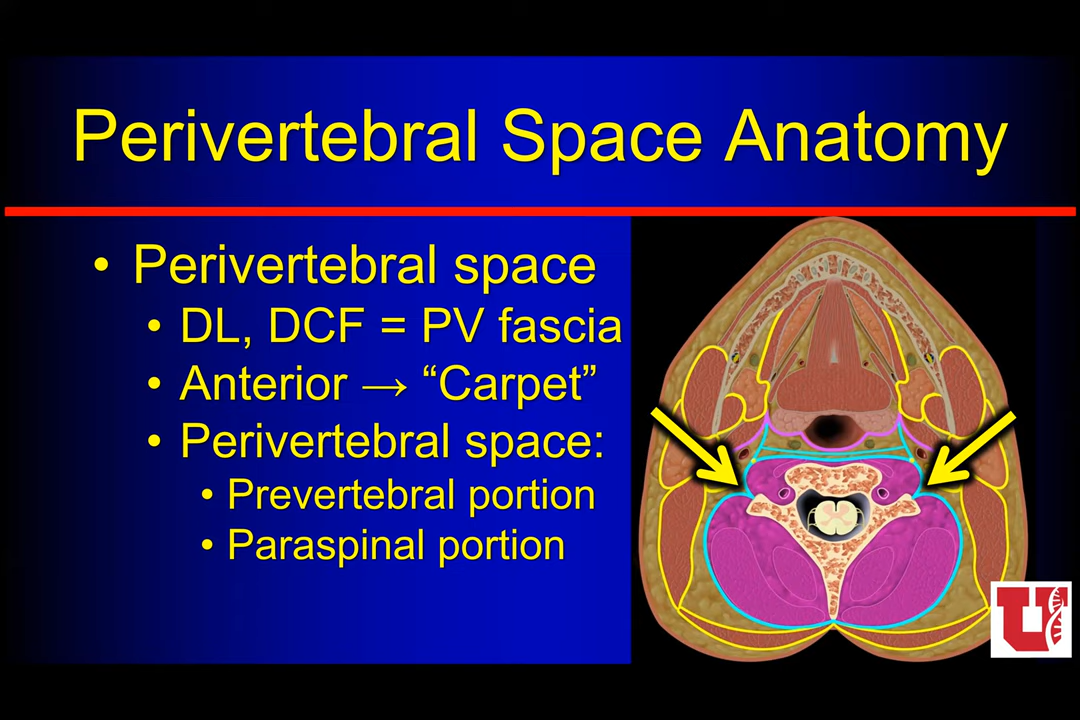 Perivertebral Space Anatomy
• Perivertebral space
• DL, DCF = PV fascia
• Anterior → “Carpet”
• Perivertebral space:
• Prevertebral portion
• Paraspinal portion
U